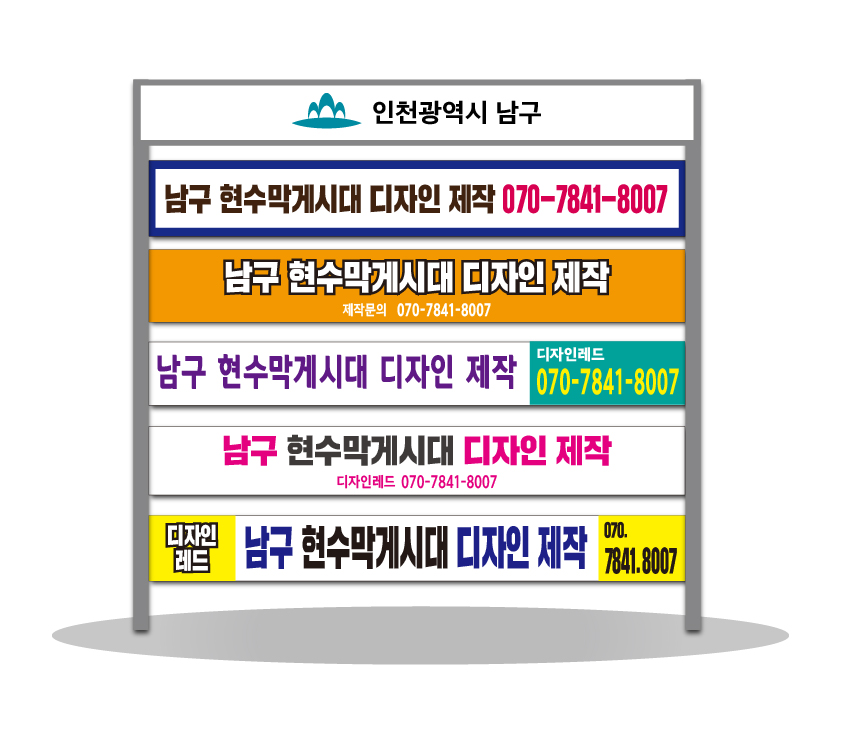 인천광역시 남구
남구 현수막게시대 디자인 제작 070-7841-8007
남구 현수막게시대 디자인 제작
제작문의 070-7841-8007
남구 현수막게시대 디자인 제작
디자인레드
070-7841-8007
남구 현수막게시대 디자인 제작
디자인레드 070-7841-8007
디자인
레드
남구 현수막게시대 디자인 제작
070.
7841.8007